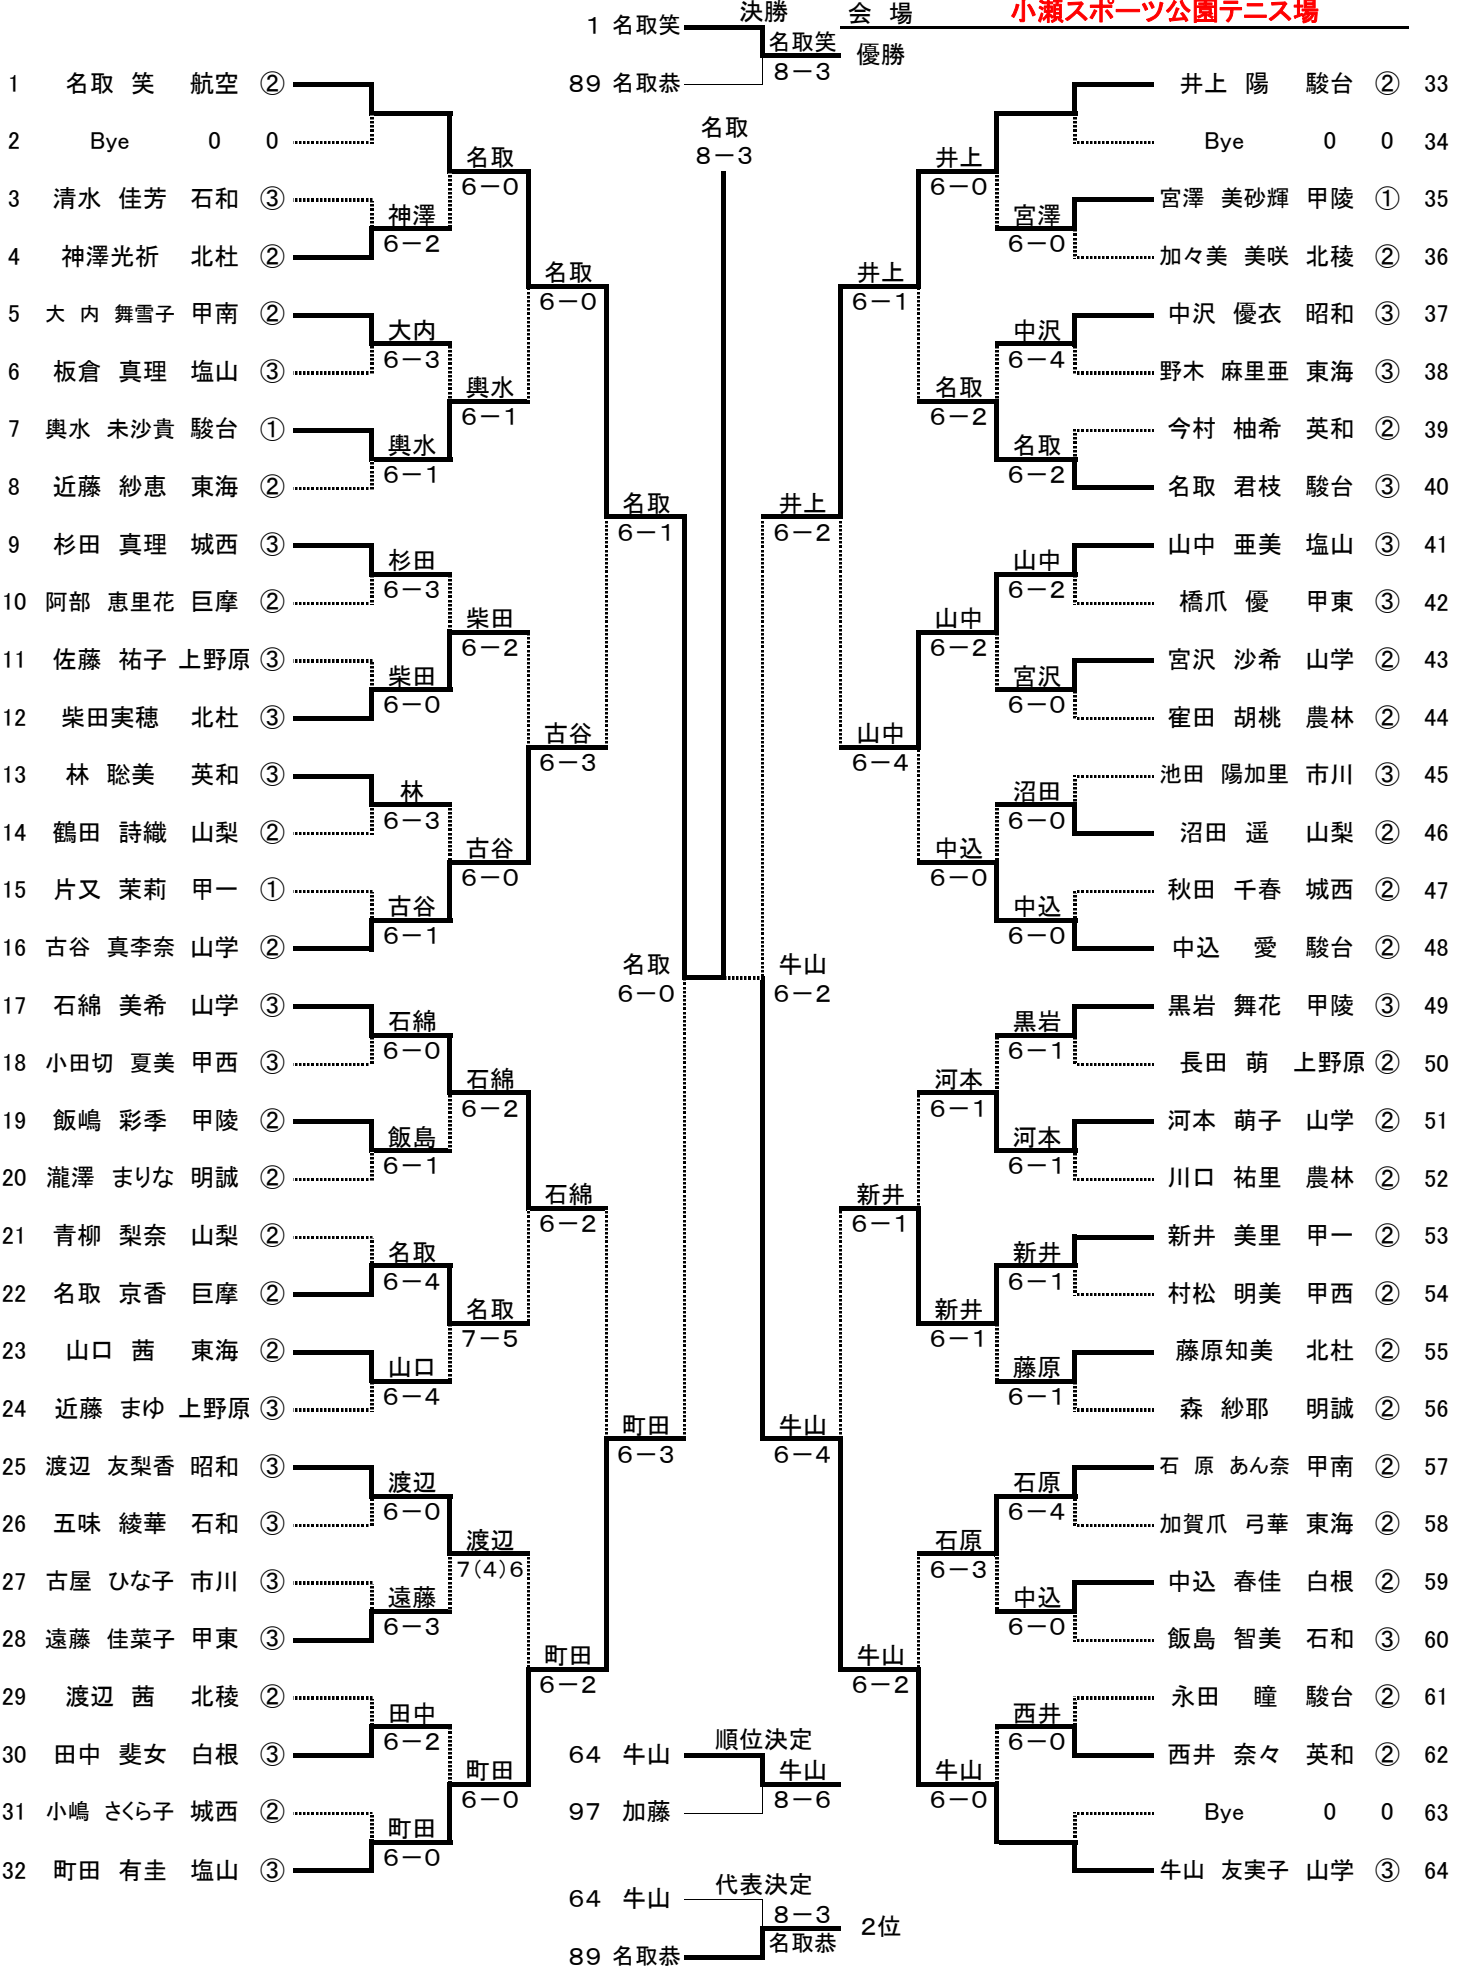 決勝 会 場 小瀬スポーツ公園テニス場
1 名取笑
名取笑 優勝
8－3
89 名取恭
名取
8－3
1 名取 笑 航空 ②
2 Bye 0 0
3 清水 佳芳 石和 ③
4 神澤光祈 北杜 ②
5 大 内 舞雪子 甲南 ②
6 板倉 真理 塩山 ③
7 輿水 未沙貴 駿台 ①
8 近藤 紗恵 東海 ②
9 杉田 真理 城西 ③
10 阿部 恵里花 巨摩 ②
11 佐藤 祐子 上野原 ③
12 柴田実穂 北杜 ③
13 林 聡美 英和 ③
14 鶴田 詩織 山梨 ②
15 片又 茉莉 甲一 ①
16 古谷 真李奈 山学 ②
17 石綿 美希 山学 ③
18 小田切 夏美 甲西 ③
19 飯嶋 彩季 甲陵 ②
20 瀧澤 まりな 明誠 ②
21 青柳 梨奈 山梨 ②
22 名取 京香 巨摩 ②
23 山口 茜 東海 ②
24 近藤 まゆ 上野原 ③
25 渡辺 友梨香 昭和 ③
26 五味 綾華 石和 ③
27 古屋 ひな子 市川 ③
28 遠藤 佳菜子 甲東 ③
29 渡辺 茜 北稜 ②
30 田中 斐女 白根 ③
31 小嶋 さくら子 城西 ②
32 町田 有圭 塩山 ③
神澤
6－2
大内
6－3
輿水
6－1
杉田
6－3
柴田
6－0
林
6－3
古谷
6－1
石綿
6－0
飯島
6－1
名取
6－4
山口
6－4
渡辺
6－0
遠藤
6－3
田中
6－2
町田
6－0
名取
6－0
輿水
6－1
柴田
6－2
古谷
6－0
石綿
6－2
名取
7－5
渡辺
7(4)6
町田
6－0
名取
6－0
古谷
6－3
石綿
6－2
町田
6－2
名取
6－1
町田
6－3
名取
6－0
牛山
6－2
井上
6－2
牛山
6－4
井上
6－1
山中
6－4
新井
6－1
牛山
6－2
井上
6－0
名取
6－2
山中
6－2
中込
6－0
河本
6－1
新井
6－1
石原
6－3
牛山
6－0
宮澤
6－0
中沢
6－4
名取
6－2
山中
6－2
宮沢
6－0
沼田
6－0
中込
6－0
黒岩
6－1
河本
6－1
新井
6－1
藤原
6－1
石原
6－4
中込
6－0
西井
6－0
井上 陽 駿台 ② 33
Bye 0 0 34
宮澤 美砂輝 甲陵 ① 35
加々美 美咲 北稜 ② 36
中沢 優衣 昭和 ③ 37
野木 麻里亜 東海 ③ 38
今村 柚希 英和 ② 39
名取 君枝 駿台 ③ 40
山中 亜美 塩山 ③ 41
橋爪 優 甲東 ③ 42
宮沢 沙希 山学 ② 43
窪田 胡桃 農林 ② 44
池田 陽加里 市川 ③ 45
沼田 遥 山梨 ② 46
秋田 千春 城西 ② 47
中込 愛 駿台 ② 48
黒岩 舞花 甲陵 ③ 49
長田 萌 上野原 ② 50
河本 萌子 山学 ② 51
川口 祐里 農林 ② 52
新井 美里 甲一 ② 53
村松 明美 甲西 ② 54
藤原知美 北杜 ② 55
森 紗耶 明誠 ② 56
石 原 あん奈 甲南 ② 57
加賀爪 弓華 東海 ② 58
中込 春佳 白根 ② 59
飯島 智美 石和 ③ 60
永田 瞳 駿台 ② 61
西井 奈々 英和 ② 62
Bye 0 0 63
牛山 友実子 山学 ③ 64
順位決定
64 牛山
牛山
8－6
97 加藤
代表決定
64 牛山
8－3 2位
名取恭
89 名取恭